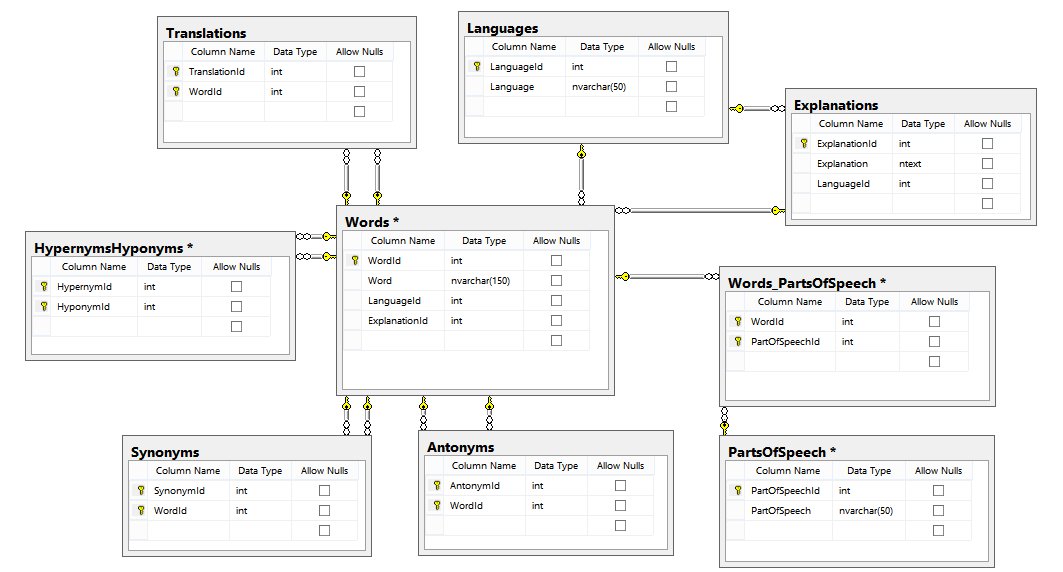 Translations
Column Name Data Type Allow Nulls
TranslationId int
WordId int
Languages
Column Name Data Type Allow Nulls
LanguageId int
Language nvarchar(50)
Explanations
Column Name Data Type Allow Nulls
ExplanationId int
Explanation ntext
LanguageId int
Words *
Column Name Data Type Allow Nulls
WordId int
Word nvarchar(150)
LanguageId int
ExplanationId int
HypernymsHyponyms *
Column Name Data Type Allow Nulls
HypernymId int
HyponymId int
Words_PartsOfSpeech *
Column Name Data Type Allow Nulls
WordId int
PartOfSpeechId int
Synonyms
Column Name Data Type Allow Nulls
SynonymId int
WordId int
Antonyms
Column Name Data Type Allow Nulls
AntonymId int
WordId int
PartsOfSpeech *
Column Name Data Type Allow Nulls
PartOfSpeechId int
PartOfSpeech nvarchar(50)